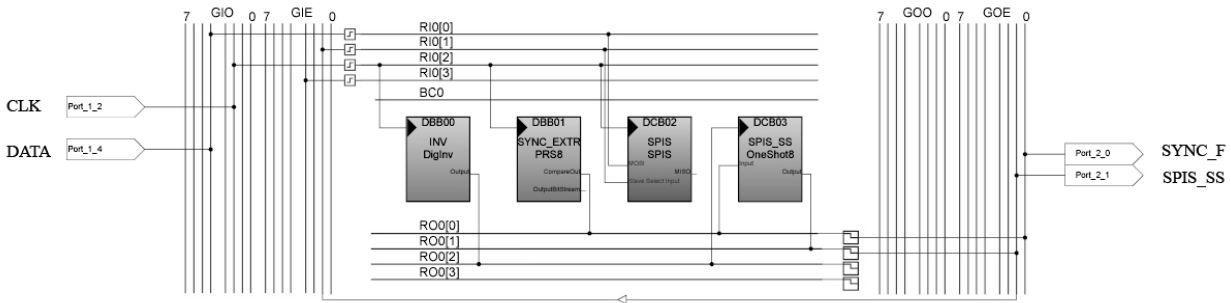 7 GIO 0 7 GIE 0
7 GOO 0 7 GOE 0
RI0[0]
RI0[1]
RI0[2]
RI0[3]
BC0
CLK
Port_1_2
DATA
Port_1_4
DBB00
INV
DigInv
Output
DBB01
SYNC_EXTR
PRS8
CompareOut
OutputBitStream
DCB02
SPIS
SPIS
MOSI
MISO
Slave Select Input
DCB03
SPIS_SS
OneShot8
Input
Output
Port_2_0
SYNC_F
Port_2_1
SPIS_SS
RO0[0]
RO0[1]
RO0[2]
RO0[3]